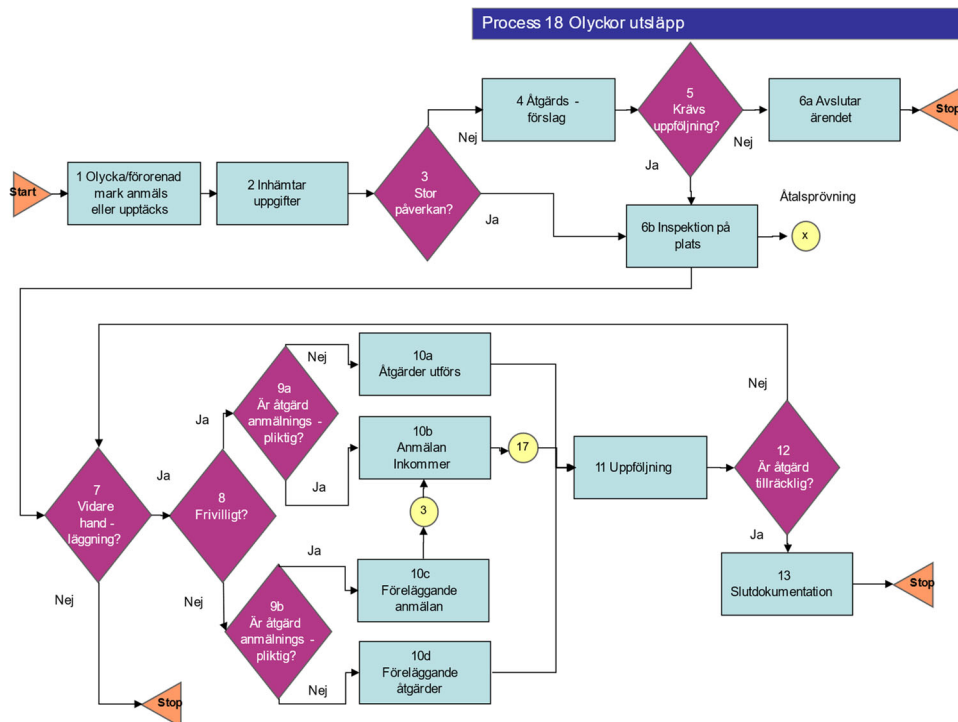 Process 18 Olyckor utsläpp
Start
1 Olycka/förorenad
mark anmäls
eller upptäcks
2 Inhämtar
uppgifter
3
Stor
påverkan?
Nej
Ja
4 Åtgärds -
förslag
5
Krävs
uppföljning?
Nej
Ja
6a Avslutar
ärendet
Stop
6b Inspektion på
plats
Åtalsprövning
x
7
Vidare
hand -
läggning?
Ja
Nej
Stop
8
Frivilligt?
Ja
Nej
9a
Är åtgärd
anmälnings -
pliktig?
Nej
Ja
10a
Åtgärder utförs
10b
Anmälan
Inkommer
17
3
9b
Är åtgärd
anmälnings -
pliktig?
Ja
Nej
10c
Föreläggande
anmälan
10d
Föreläggande
åtgärder
11 Uppföljning
12
Är åtgärd
tillräcklig?
Nej
Ja
13
Slutdokumentation
Stop